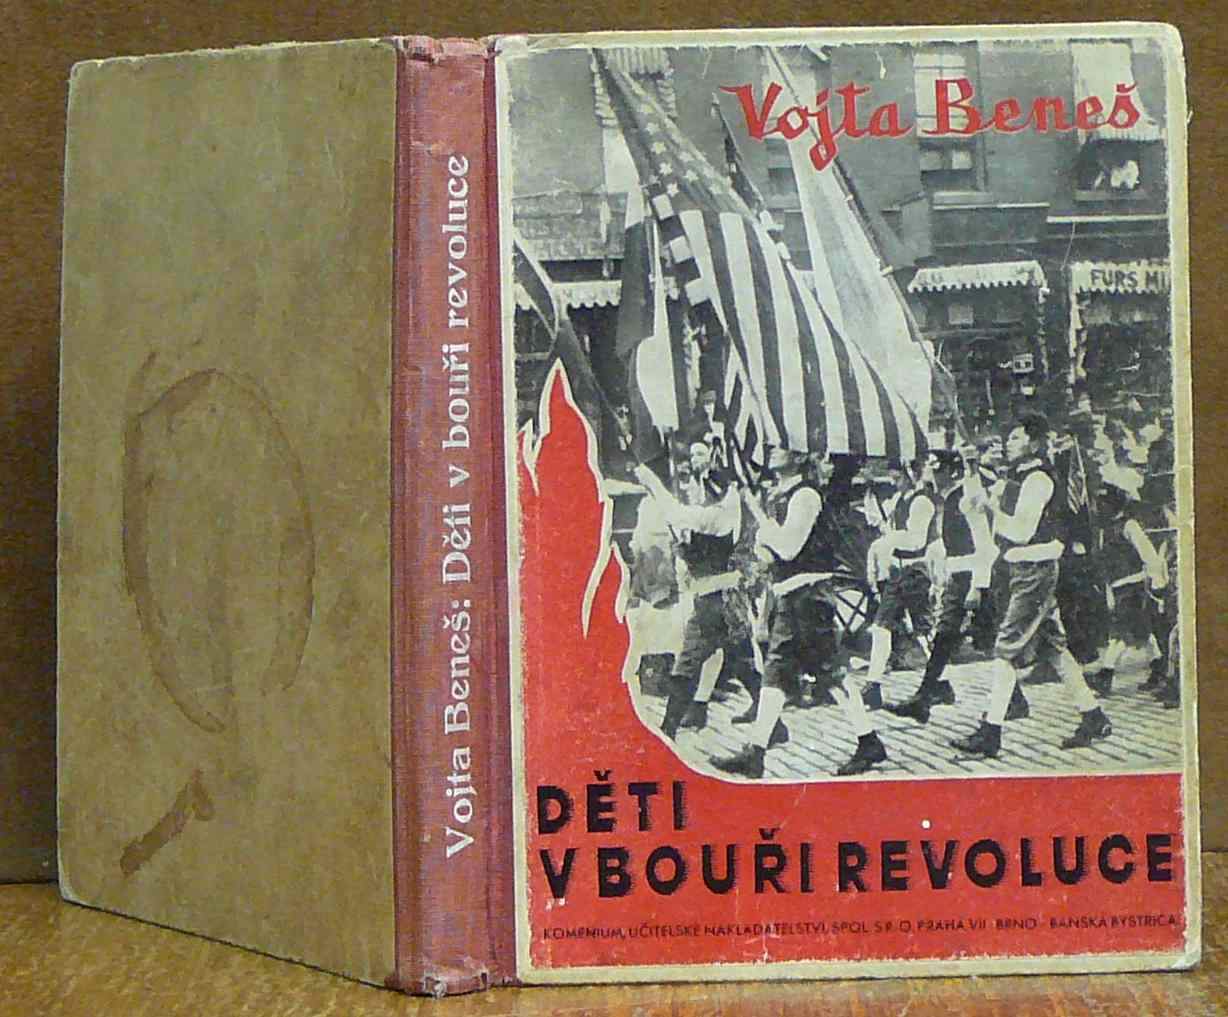 Vojta Beneš: Děti v bouři revoluce
Vojta Beneš
FURS MI
DĚTI
V BOUŘI REVOLUCE
KOMENIUM, UČITELSKÉ NAKLADATELSTVÍ, SPOL. S R. O. PRAHA VII - BRNO - BANSKÁ BYSTRICA